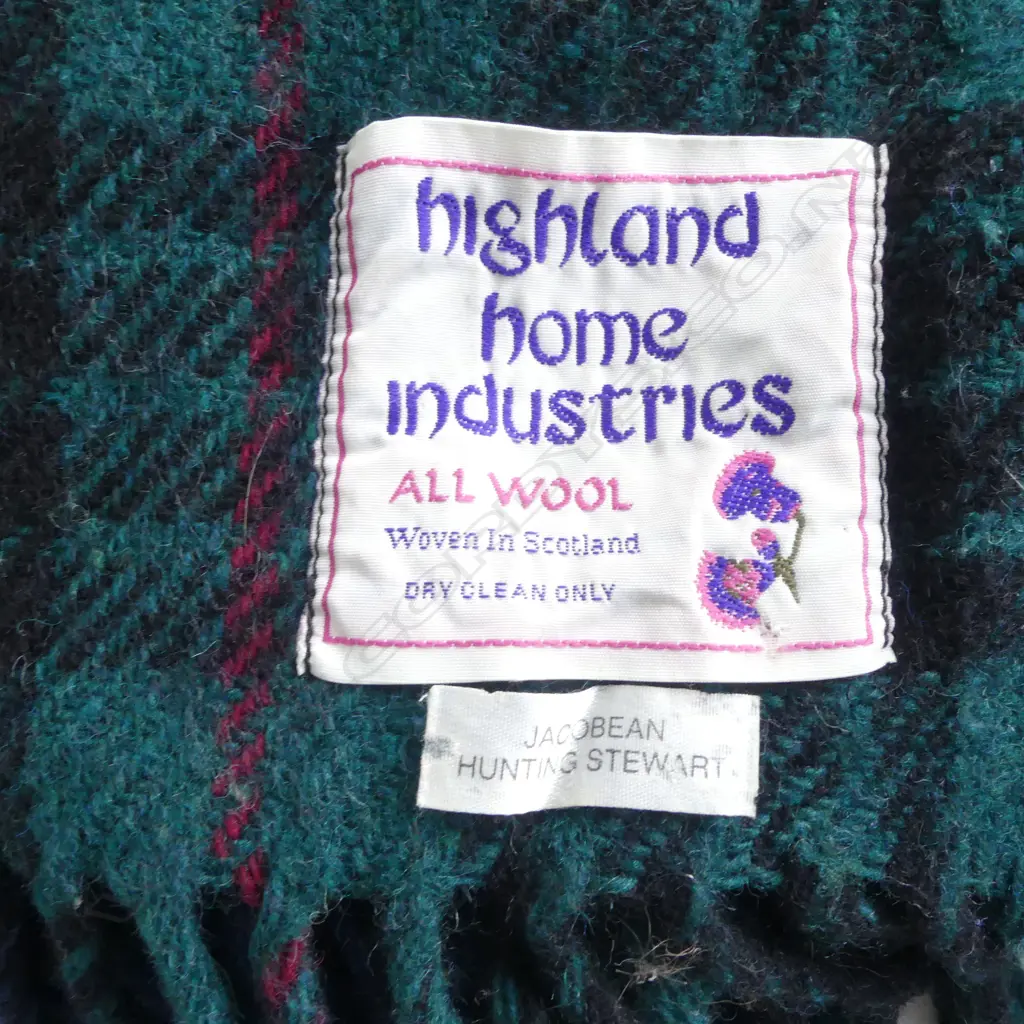 highland
home
industries
ALL WOOL
Woven In Scotland
DRY CLEAN ONLY
JACOBEAN
HUNTING STEWART